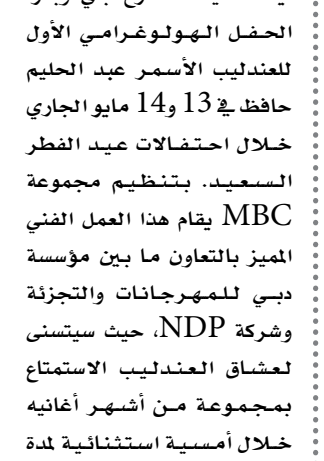 الحفل الهولوغرامي الأول
للعندليب الأسمر عبد الحليم
حافظ في 13 و14 مايو الجاري
خلال احتفالات عيد الفطر
السعيد. بتنظيم مجموعة
MBC يقام هذا العمل الفني
المميز بالتعاون ما بين مؤسسة
دبي للمهرجانات والتجزئة
وشركة NDP، حيث سيتسنى
لعشاق العندليب الاستمتاع
بمجموعة من أشهر أغانيه
خلال أمسية استثنائية لمدة